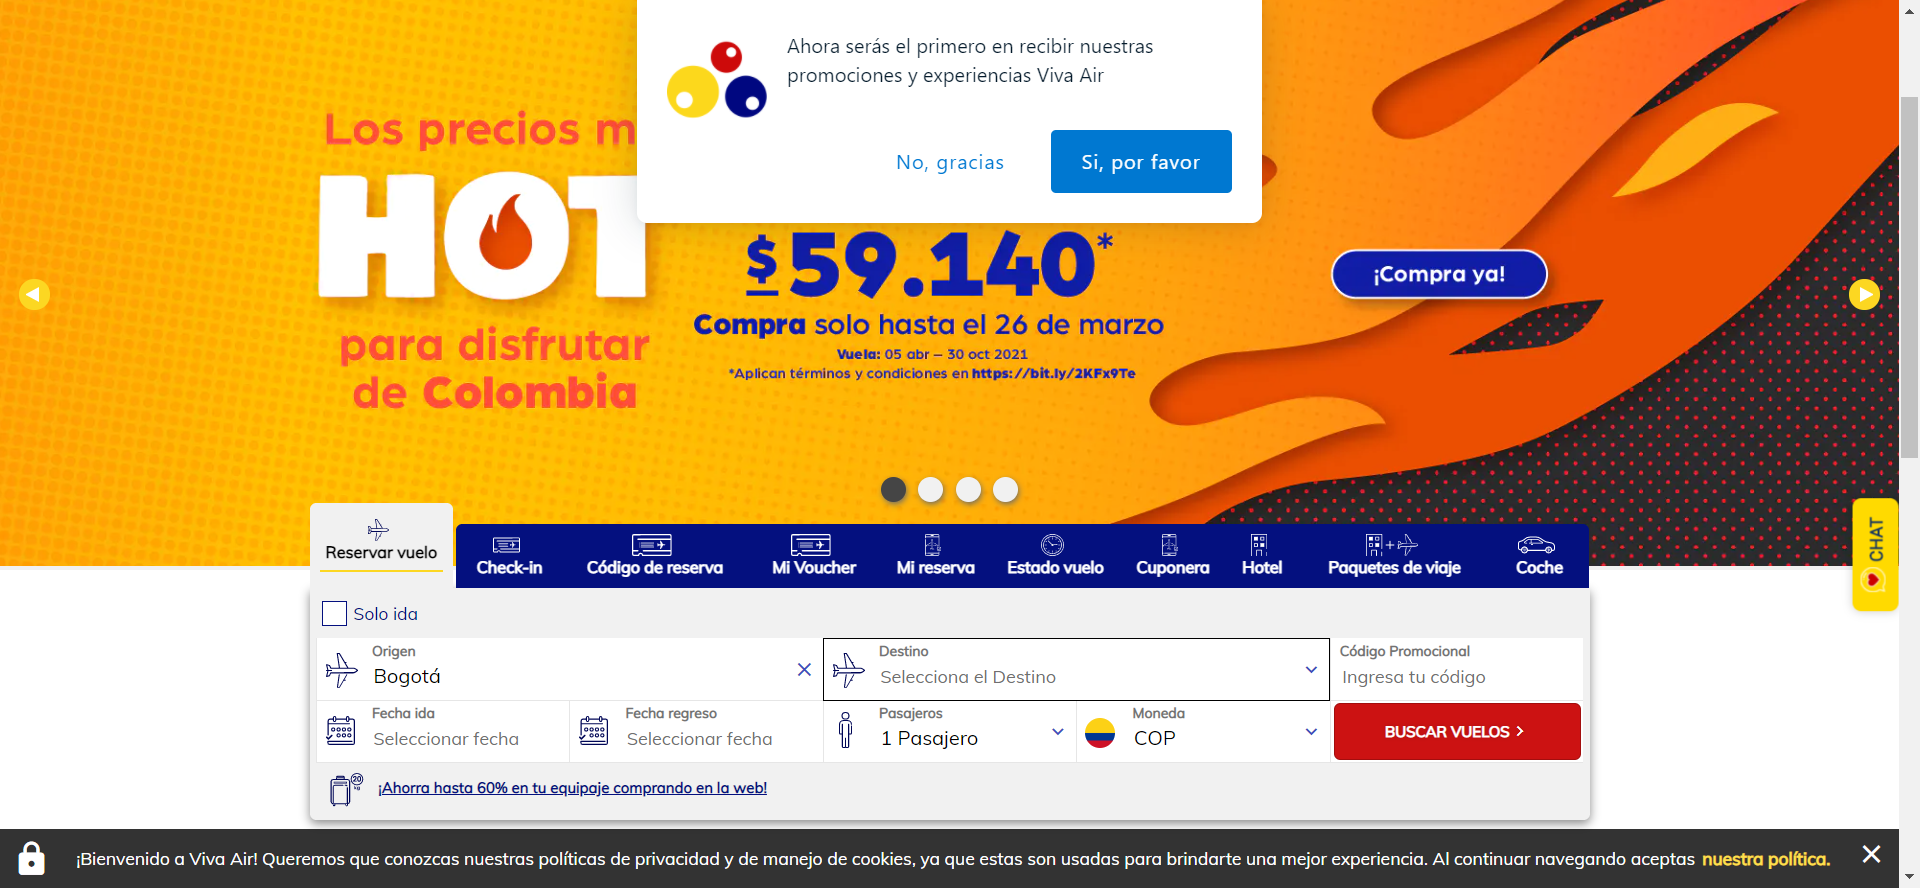 Ahora serás el primero en recibir nuestras
promociones y experiencias Viva Air
No, gracias
Si, por favor
Los precios m
HOT
para disfrutar
de Colombia
$59.140*
Compra solo hasta el 26 de marzo
Vuela: 05 abr – 30 oct 2021
*Aplican términos y condiciones en https://bit.ly/2KFx9Te
¡Compra ya!
CHAT
Reservar vuelo
Check-in
Código de reserva
Mi Voucher
Mi reserva
Estado vuelo
Cuponera
Hotel
Paquetes de viaje
Coche
Solo ida
Origen
Bogotá
Destino
Selecciona el Destino
Código Promocional
Ingresa tu código
Fecha ida
Seleccionar fecha
Fecha regreso
Seleccionar fecha
Pasajeros
1 Pasajero
Moneda
COP
BUSCAR VUELOS
20
kg
¡Ahorra hasta 60% en tu equipaje comprando en la web!
¡Bienvenido a Viva Air! Queremos que conozcas nuestras políticas de privacidad y de manejo de cookies, ya que estas son usadas para brindarte una mejor experiencia. Al continuar navegando aceptas nuestra política.